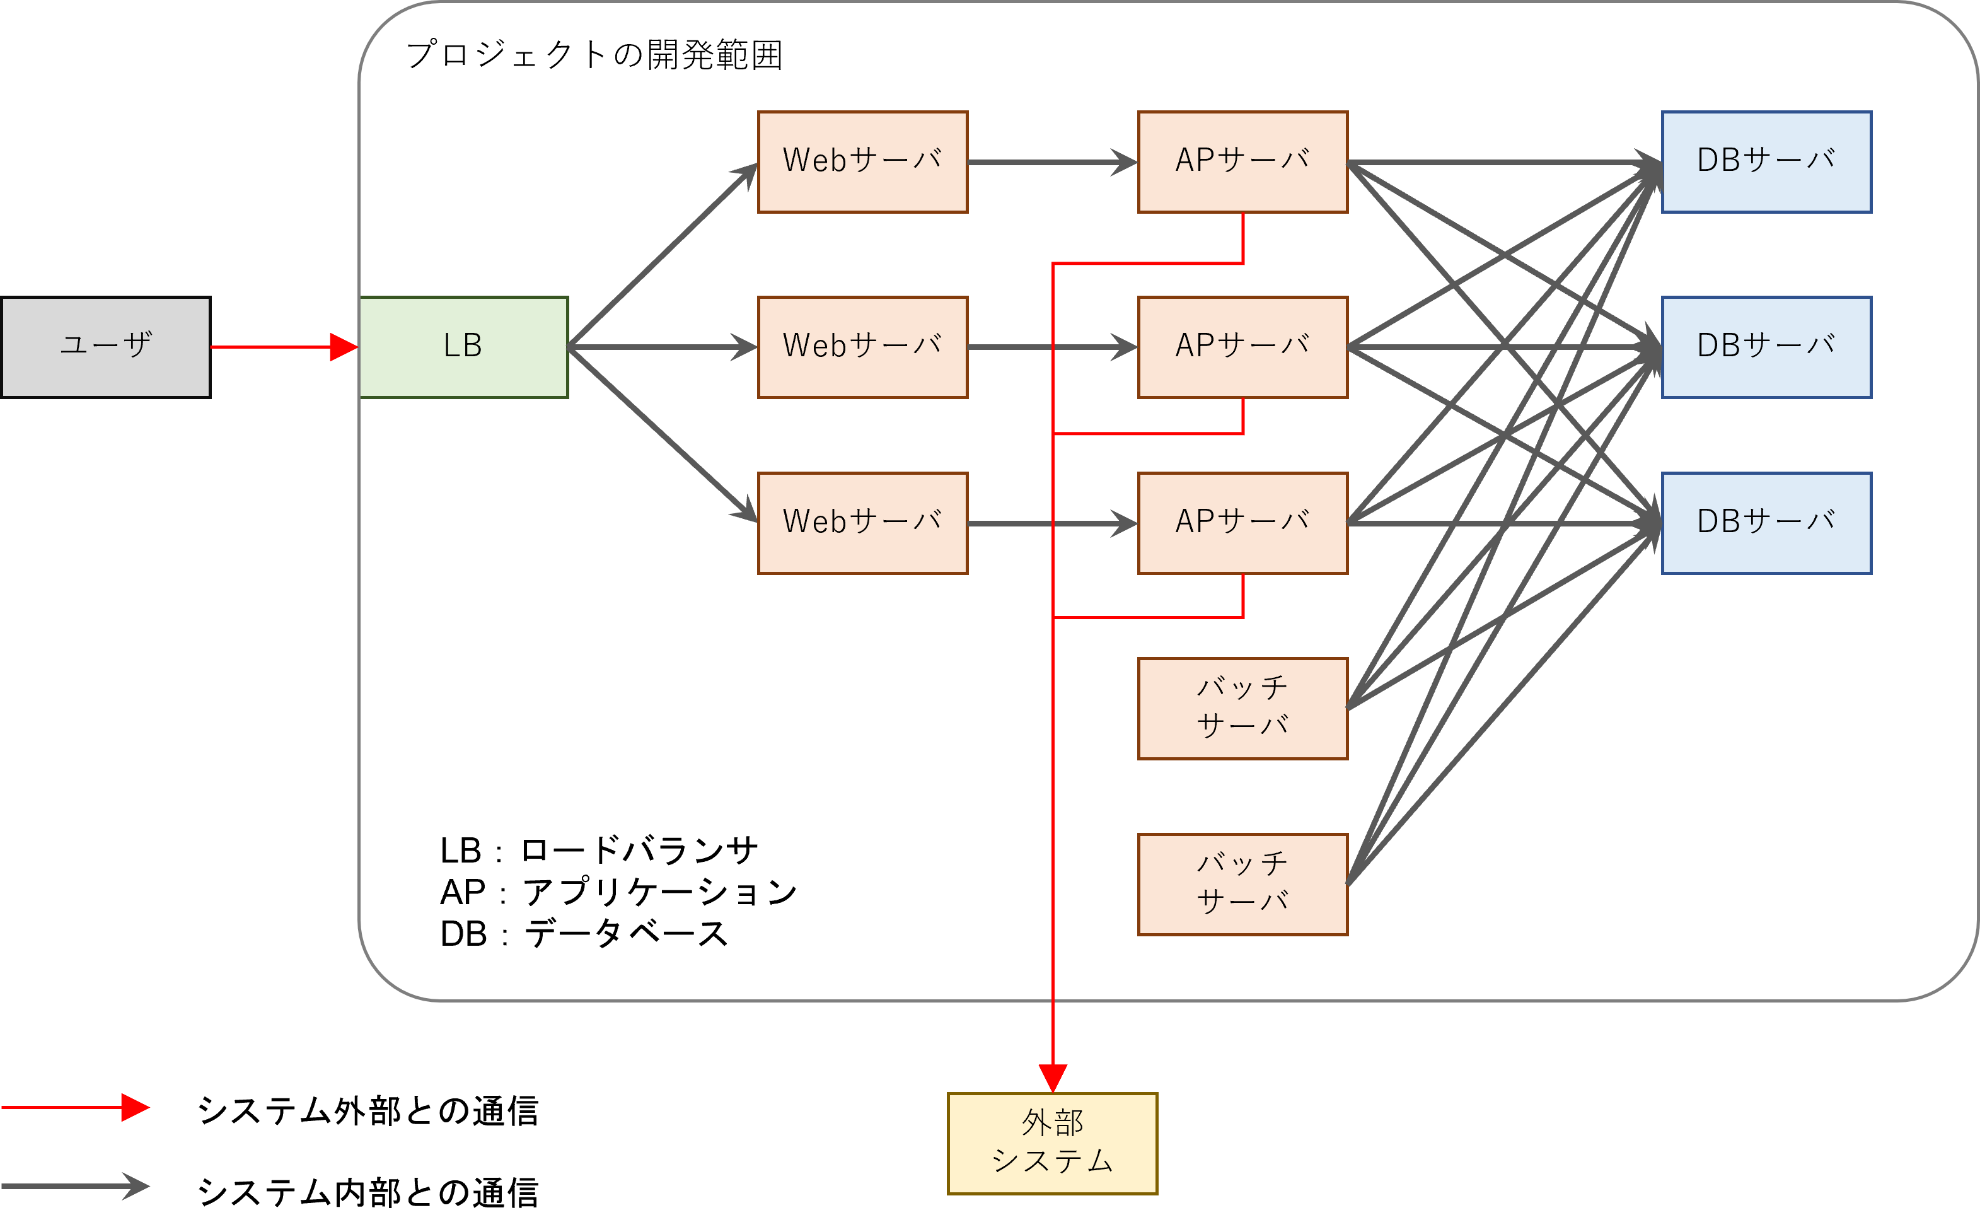 プロジェクトの開発範囲
Webサーバ
APサーバ
DBサーバ
ユーザ
LB
Webサーバ
APサーバ
DBサーバ
Webサーバ
APサーバ
DBサーバ
バッチ
サーバ
バッチ
サーバ
LB：ロードバランサ
AP：アプリケーション
DB：データベース
外部
システム
システム外部との通信
システム内部との通信